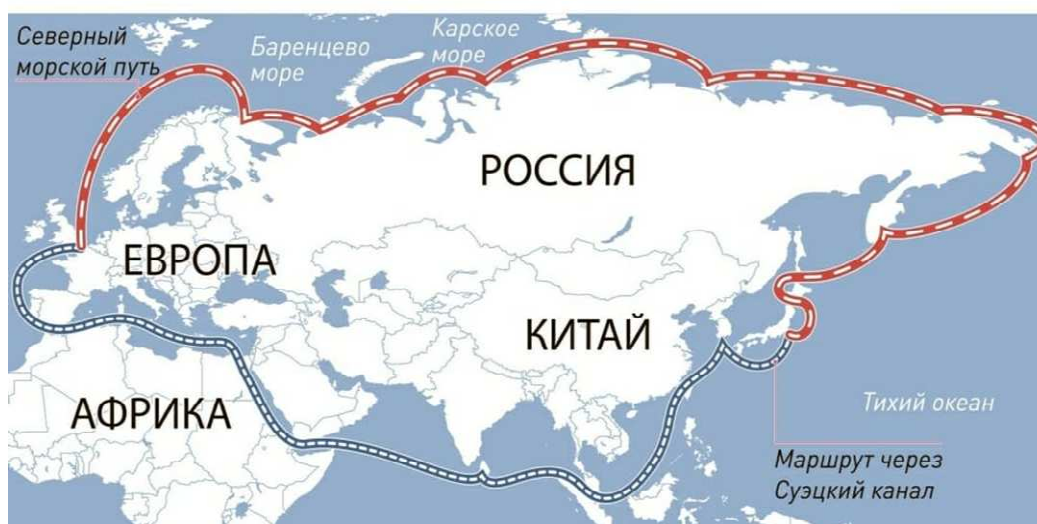 Северный
морской путь
Баренцево
море
Карское
море
РОССИЯ
ЕВРОПА
КИТАЙ
АФРИКА
Тихий океан
Маршрут через
Суэцкий канал